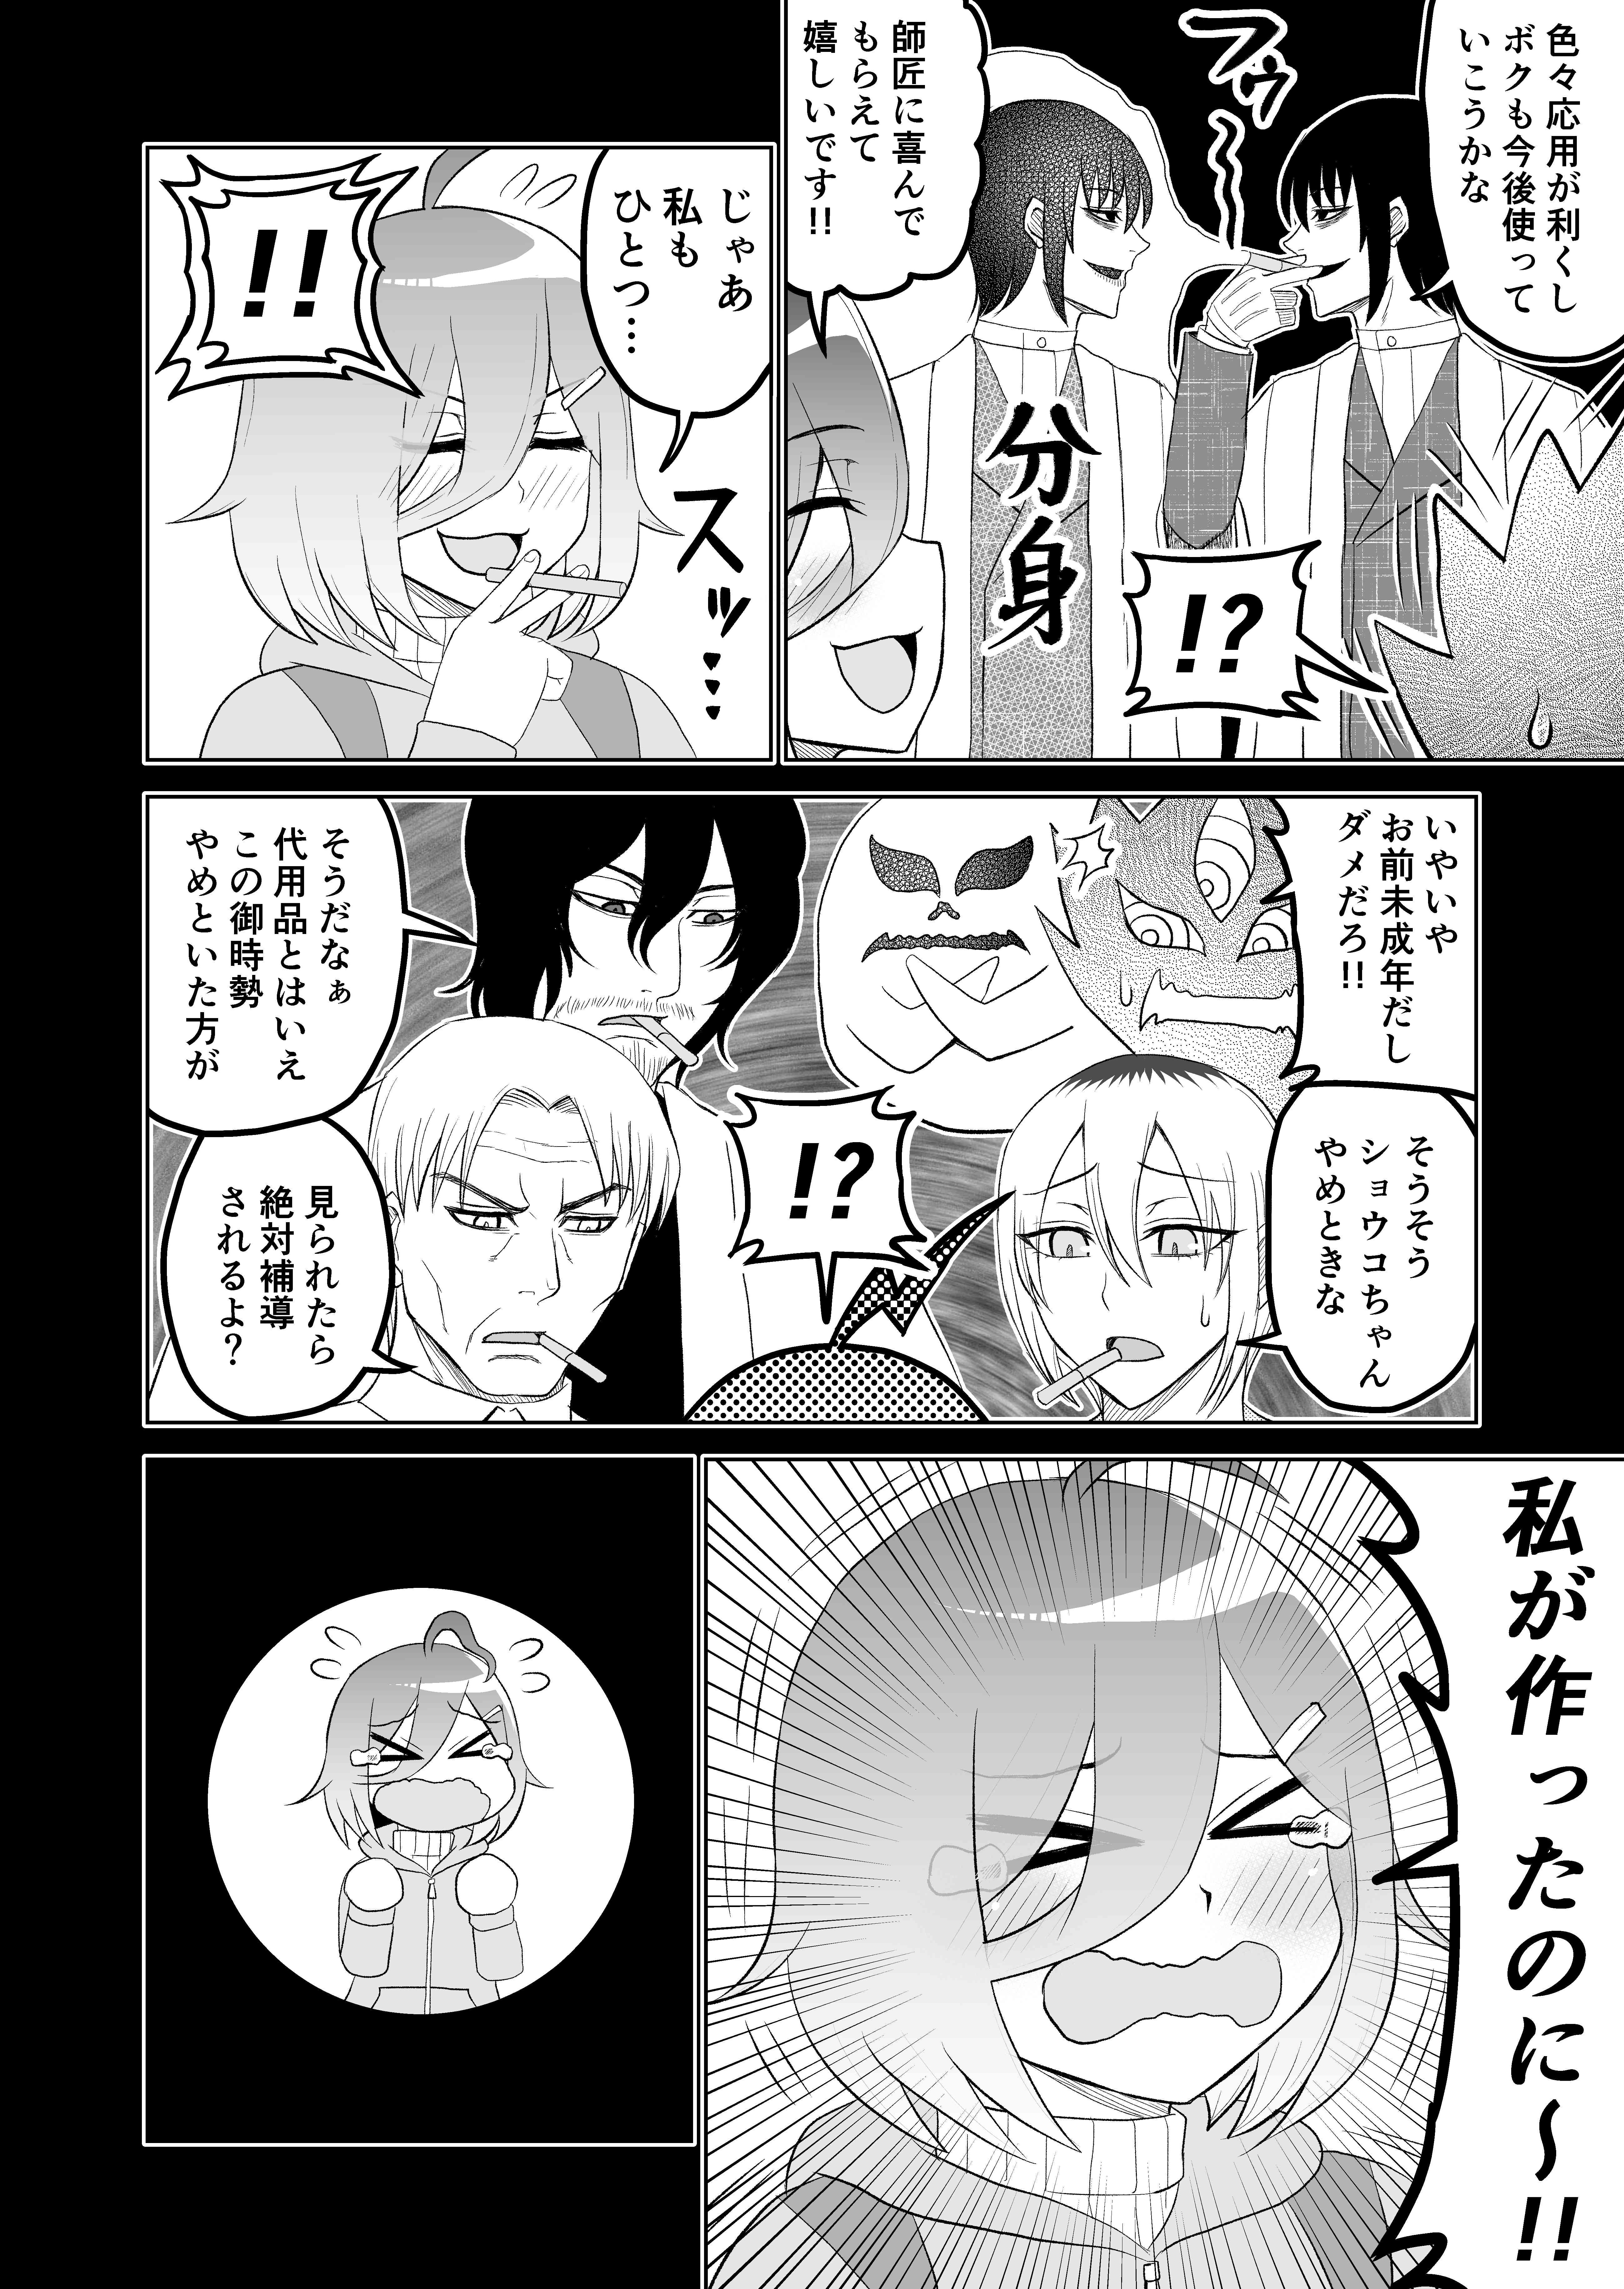 色々応用が利くし
ボクも今後使って
いこうかな
フゥ〜
師匠に喜んで
もらえて
嬉しいです!!
分身
!?
じゃあ
私も
ひとつ…
!!
スッ…
いやいや
お前未成年だし
ダメだろ!!
そうそう
ショウコちゃん
やめときな
!?
そうだなぁ
代用品とはいえ
この御時勢
やめといた方が
見られたら
絶対補導
されるよ?
私が作ったのに〜!!